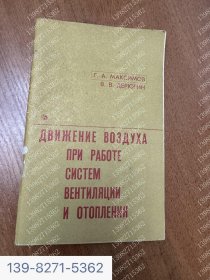 Г. А. МАКСИМОВ
В. В. ДЕРЮГИН
ДВИЖЕНИЕ ВОЗДУХА
ПРИ РАБОТЕ
СИСТЕМ
ВЕНТИЛЯЦИИ
И ОТОПЛЕНИЯ
139-8271-5362